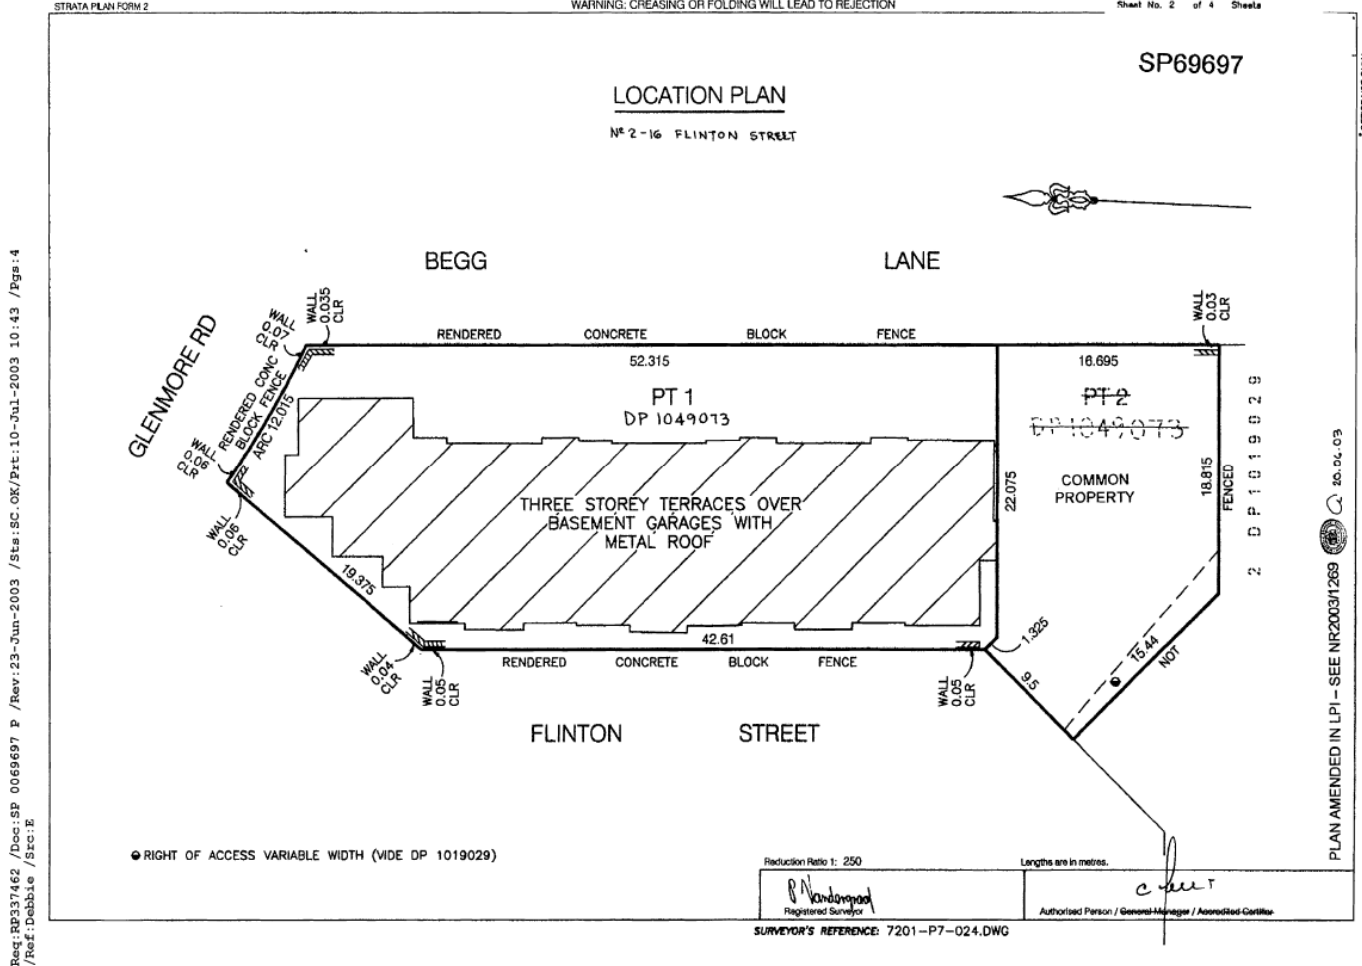 STRATA PLAN FORM 2
WARNING: CREASING OR FOLDING WILL LEAD TO REJECTION
Sheet No. 2 of 4 Sheets
SP69697
LOCATION PLAN
Nº 2-16 FLINTON STREET
BEGG LANE
GLENMORE RD
WALL 0.07 CLR
WALL 0.035 CLR
WALL 0.03 CLR
RENDERED CONCRETE BLOCK FENCE
52.315
16.695
PT 1
DP 1049073
PT 2
DP 1049073
RENDERED CONC
BLOCK FENCE
ARC 12.015
WALL 0.06 CLR
WALL 0.06 CLR
THREE STOREY TERRACES OVER
BASEMENT GARAGES WITH
METAL ROOF
22.075
COMMON
PROPERTY
18.815
FENCED
2 DP1019029
19.375
42.61
1.325
15.44
NOT
9.5
WALL 0.04 CLR
WALL 0.05 CLR
RENDERED CONCRETE BLOCK FENCE
WALL 0.05 CLR
FLINTON STREET
RIGHT OF ACCESS VARIABLE WIDTH (VIDE DP 1019029)
Reduction Ratio 1: 250
Lengths are in metres.
Registered Surveyor
Authorised Person / General Manager / Accredited Certifier
SURVEYOR'S REFERENCE: 7201-P7-024.DWG
PLAN AMENDED IN LPI – SEE NR2003/1269 20.06.03
Req:RP337462 /Doc:SP 0069697 P /Rev:23-Jun-2003 /Sts:SC.OK/Prt:10-Jul-2003 10:43 /Pgs:4
/Ref:Debbie /Src:E